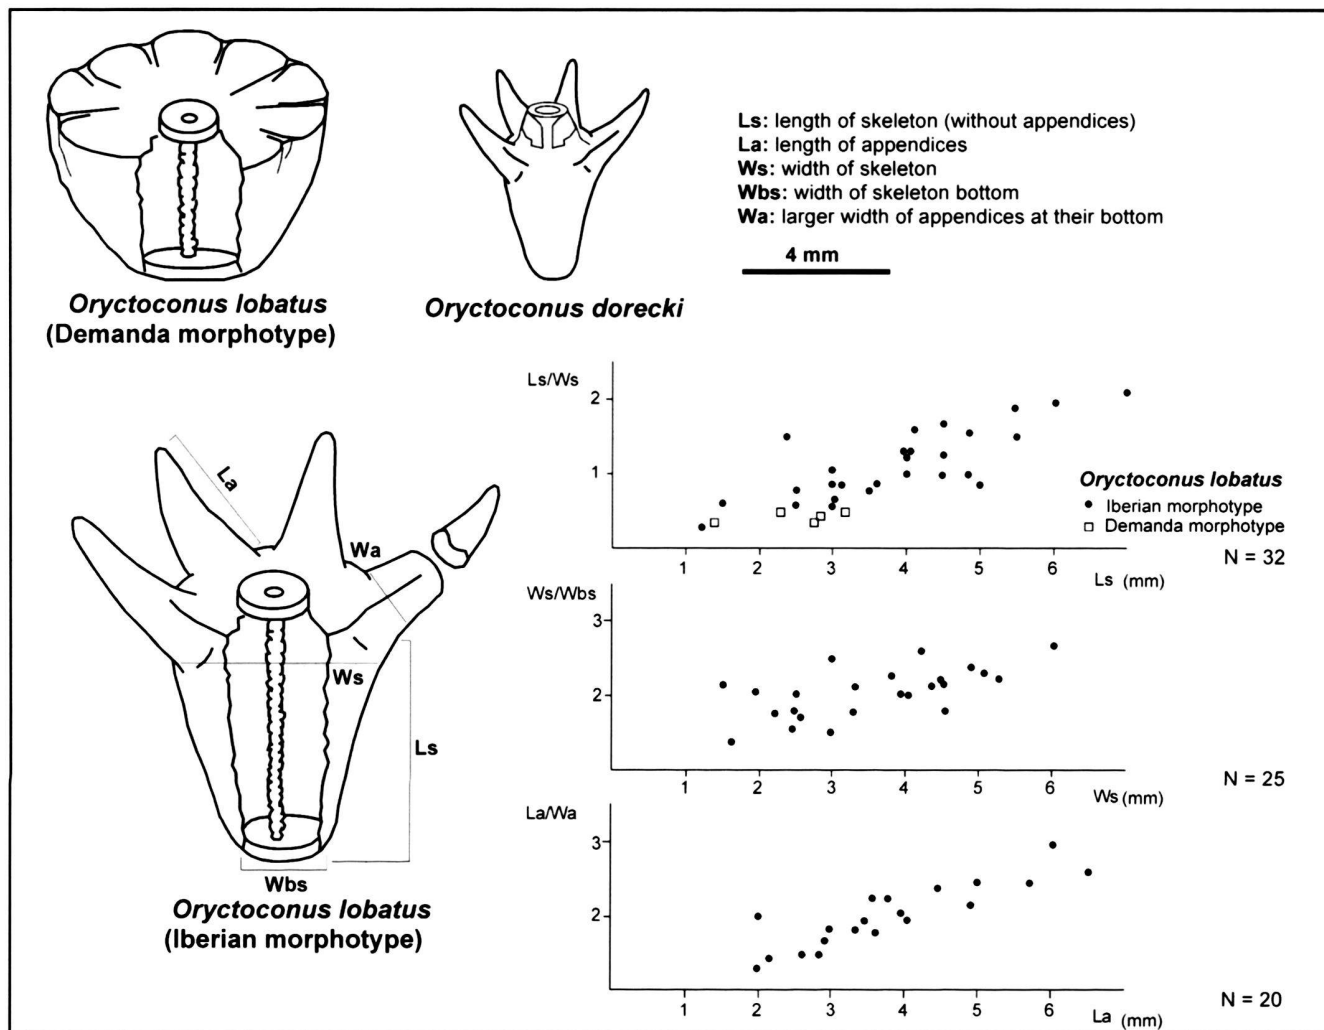 Oryctoconus lobatus
(Demanda morphotype)
Oryctoconus dorecki
Ls: length of skeleton (without appendices)
La: length of appendices
Ws: width of skeleton
Wbs: width of skeleton bottom
Wa: larger width of appendices at their bottom
4 mm
La
Wa
Ws
Ls
Wbs
Oryctoconus lobatus
(Iberian morphotype)
Ls/Ws
2
1
1 2 3 4 5 6 Ls (mm)
Oryctoconus lobatus
Iberian morphotype
Demanda morphotype
N = 32
Ws/Wbs
3
2
1 2 3 4 5 6 Ws (mm)
N = 25
La/Wa
3
2
1 2 3 4 5 6 La (mm)
N = 20